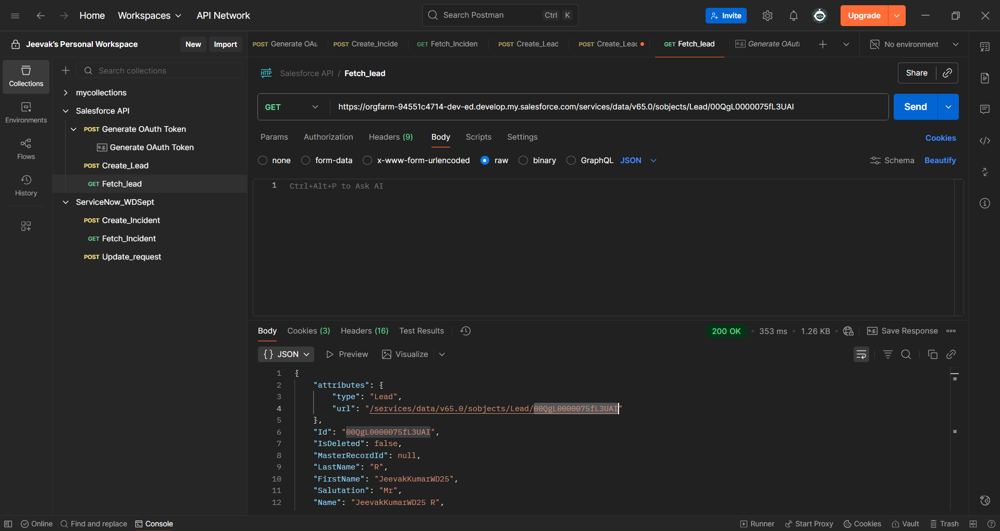 Home Workspaces API Network Search Postman Ctrl K Invite Upgrade
Jeevak's Personal Workspace New Import
POST Generate OAu POST Create_Incide GET Fetch_Inciden POST Create_Lead POST Create_Leac GET Fetch_lead e.g. Generate OAuth No environment
Collections
Environments
Flows
History
Search collections
mycollections
Salesforce API
POST Generate OAuth Token
e.g. Generate OAuth Token
POST Create_Lead
GET Fetch_lead
ServiceNow_WDSept
POST Create_Incident
GET Fetch_Incident
POST Update_request
HTTP Salesforce API / Fetch_lead Share
GET https://orgfarm-94551c4714-dev-ed.develop.my.salesforce.com/services/data/v65.0/sobjects/Lead/00QgL0000075fL3UAI Send
Params Authorization Headers (9) Body Scripts Settings Cookies
none form-data x-www-form-urlencoded raw binary GraphQL JSON Schema Beautify
1 Ctrl+Alt+P to Ask AI
Body Cookies (3) Headers (16) Test Results 200 OK • 353 ms • 1.26 KB • e.g. Save Response
{} JSON Preview Visualize
1 {
2 "attributes": {
3 "type": "Lead",
4 "url": "/services/data/v65.0/sobjects/Lead/00QgL0000075fL3UAI"
5 },
6 "Id": "00QgL0000075fL3UAI",
7 "IsDeleted": false,
8 "MasterRecordId": null,
9 "LastName": "R",
10 "FirstName": "JeevakKumarWD25",
11 "Salutation": "Mr",
12 "Name": "JeevakKumarWD25 R",
Online Find and replace Console Runner Start Proxy Cookies Vault Trash